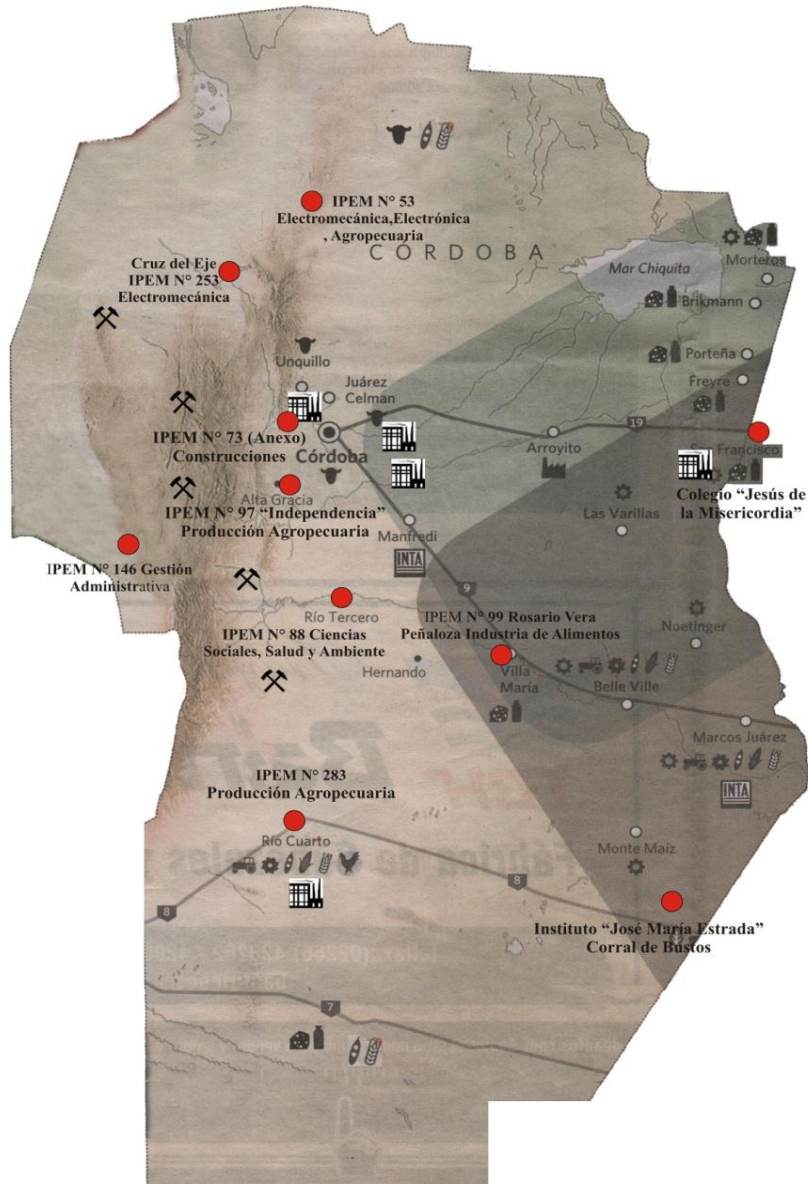 IPEM N° 53
Electromecánica,Electrónica
, Agropecuaria
CÓRDOBA
Cruz del Eje
IPEM N° 253
Electromecánica
Mar Chiquita
Morteros
Brikmann
Porteña
Freyre
Unquillo
Juárez
Celman
19
IPEM N° 73 (Anexo)
Construcciones
Córdoba
Arroyito
San Francisco
Colegio “Jesús de
la Misericordia”
Alta Gracia
IPEM N° 97 “Independencia”
Producción Agropecuaria
Manfredi
INTA
Las Varillas
IPEM N° 146 Gestión
Administrativa
9
Río Tercero
IPEM N° 88 Ciencias
Sociales, Salud y Ambiente
IPEM N° 99 Rosario Vera
Peñaloza Industria de Alimentos
Noetinger
Hernando
Villa
María
Belle Ville
Marcos Juárez
INTA
IPEM N° 283
Producción Agropecuaria
Río Cuarto
Monte Maíz
8
8
Instituto “José María Estrada”
Corral de Bustos
7